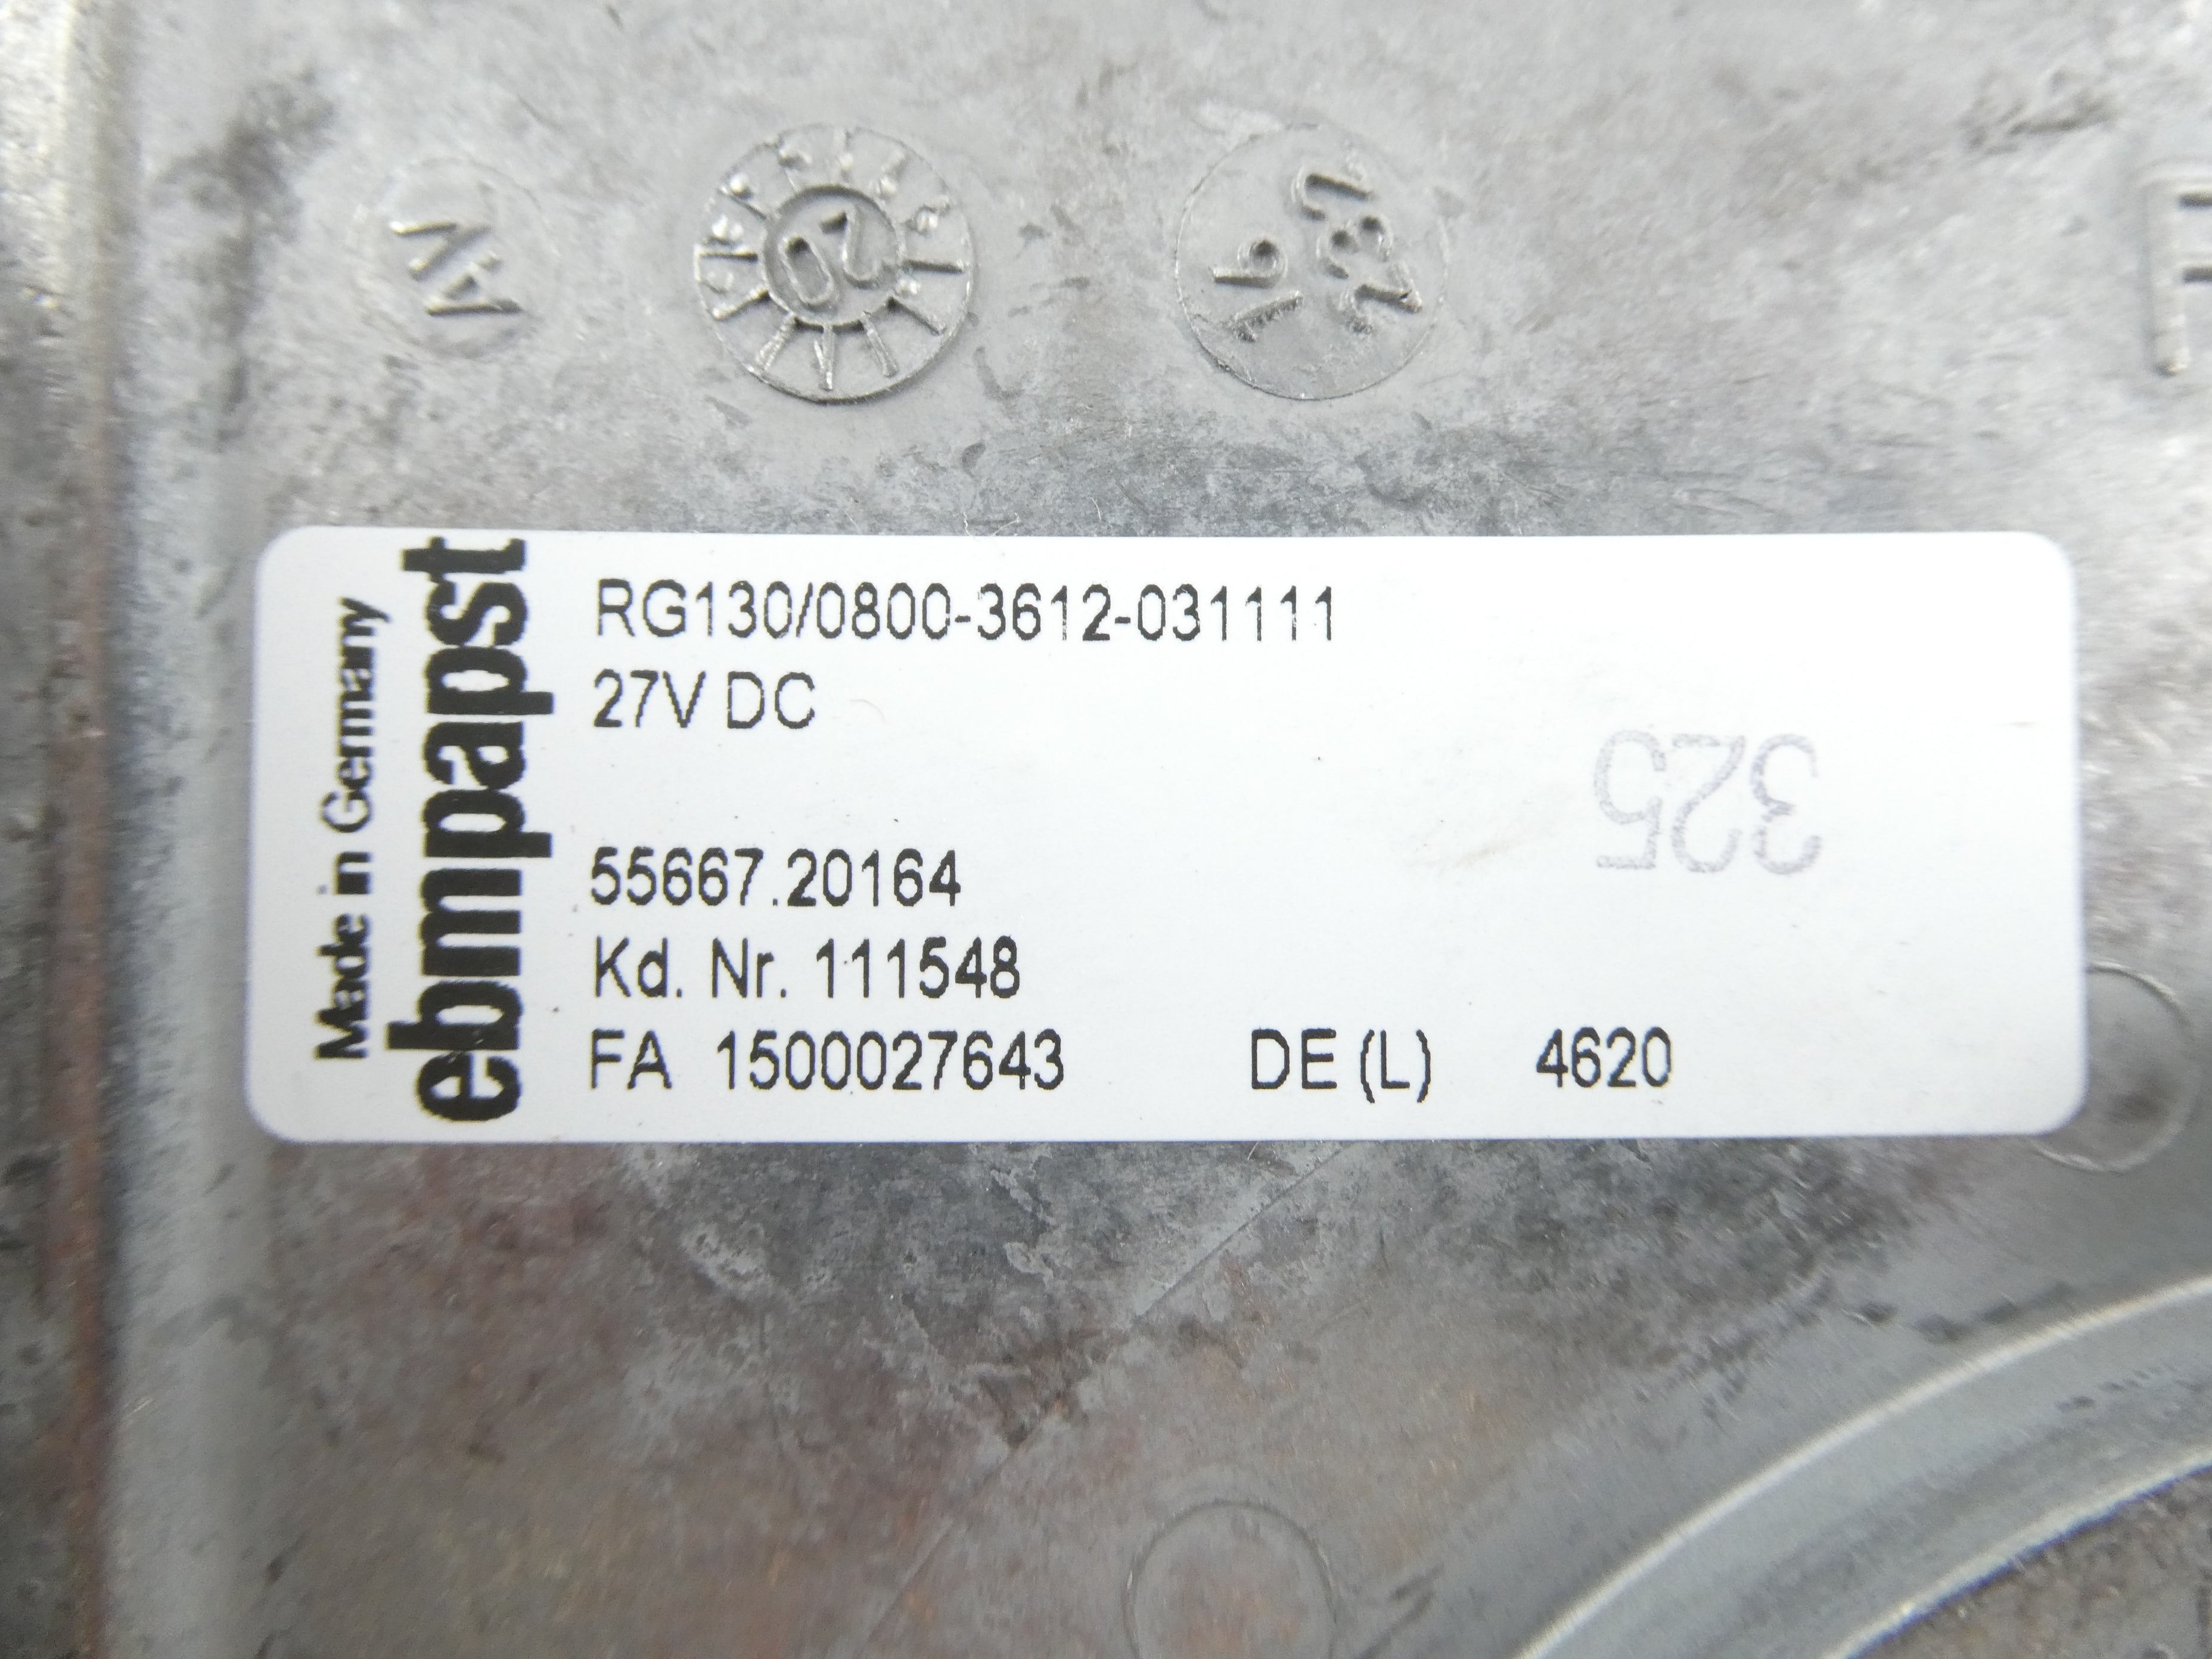 20
Made in Germany
ebmpapst
RG130/0800-3612-031111
27V DC
325
55667.20164
Kd. Nr. 111548
FA 1500027643 DE (L) 4620